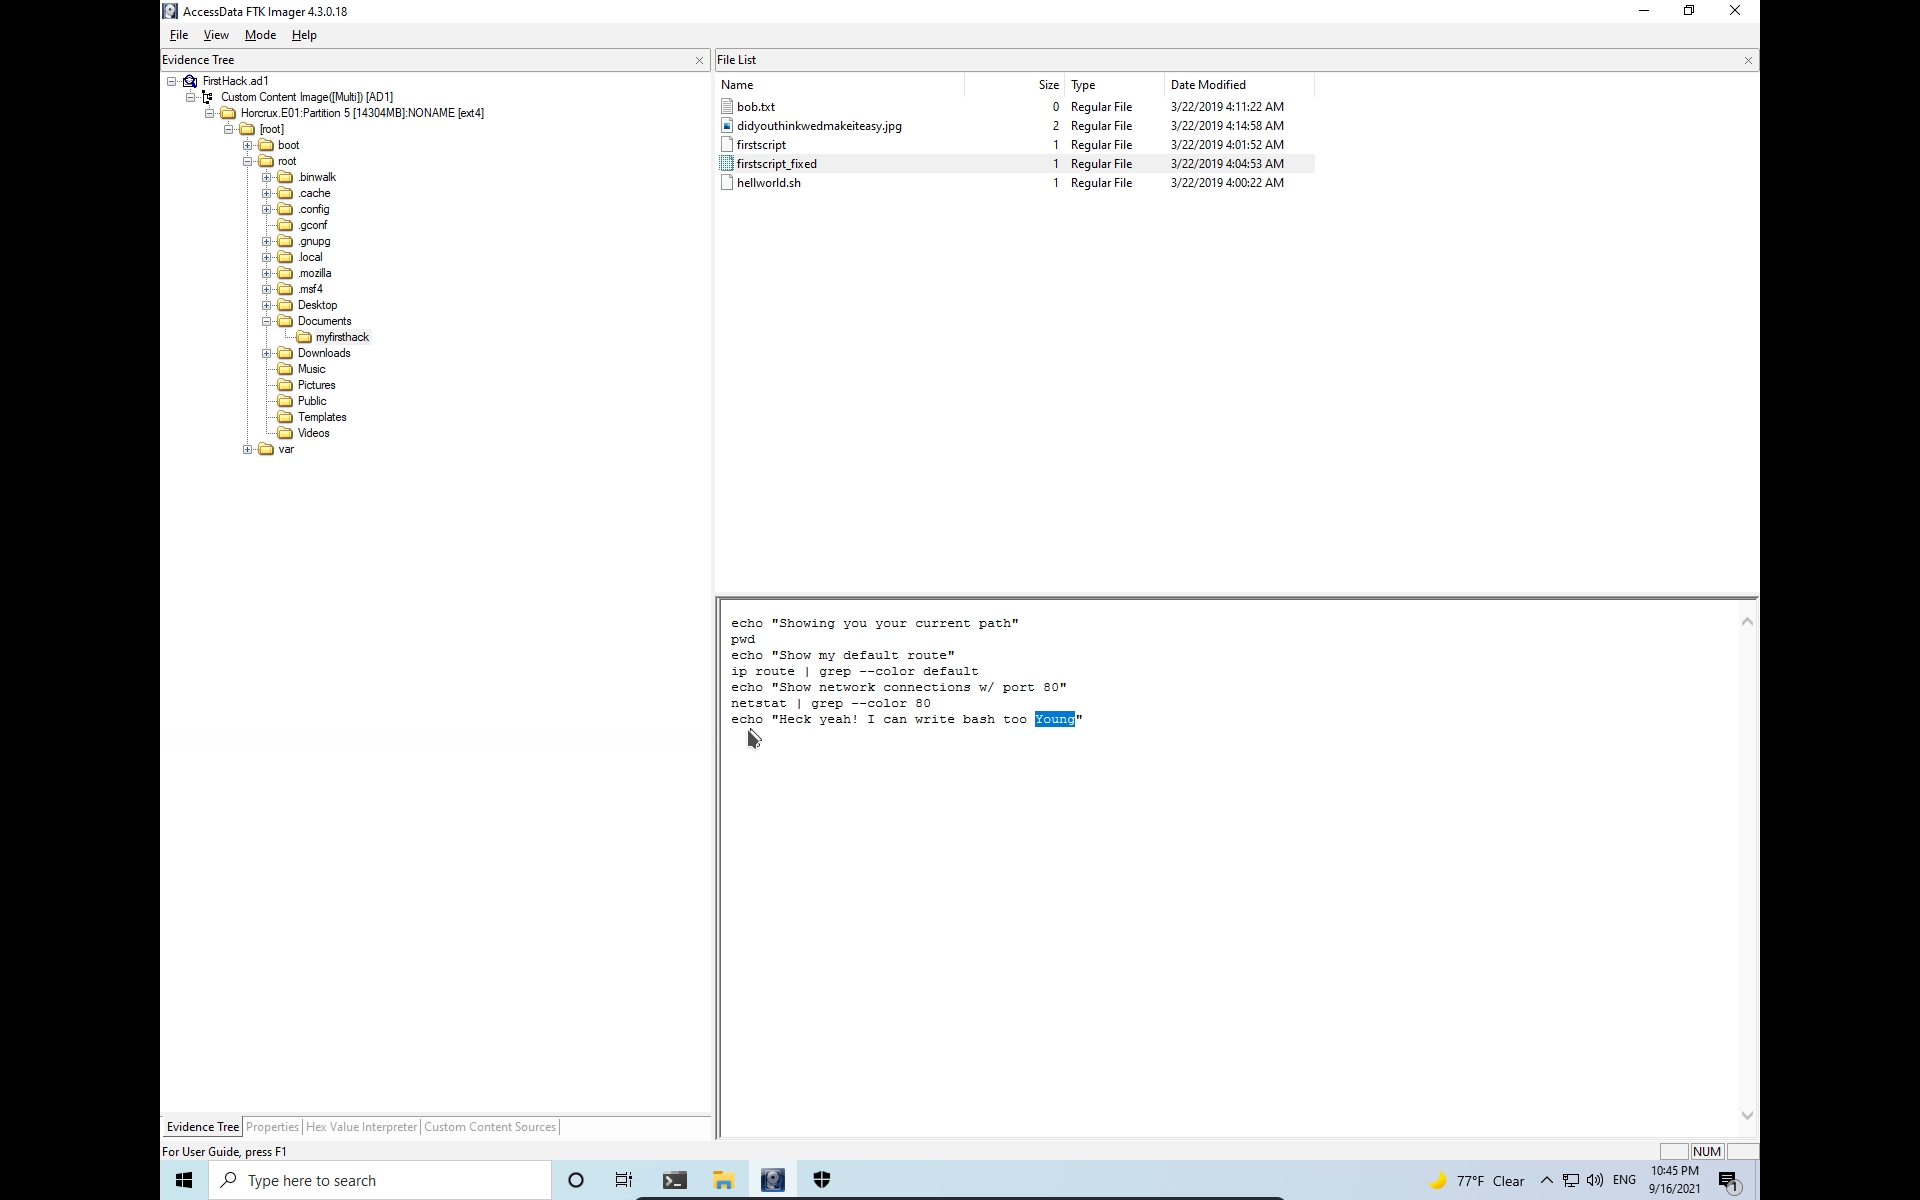 AccessData FTK Imager 4.3.0.18
File View Mode Help
Evidence Tree
FirstHack.ad1
Custom Content Image([Multi]) [AD1]
Horcrux.E01:Partition 5 [14304MB]:NONAME [ext4]
[root]
boot
root
.binwalk
.cache
.config
.gconf
.gnupg
.local
.mozilla
.msf4
Desktop
Documents
myfirsthack
Downloads
Music
Pictures
Public
Templates
Videos
var
Evidence Tree Properties Hex Value Interpreter Custom Content Sources
File List
Name Size Type Date Modified
bob.txt 0 Regular File 3/22/2019 4:11:22 AM
didyouthinkwedmakeiteasy.jpg 2 Regular File 3/22/2019 4:14:58 AM
firstscript 1 Regular File 3/22/2019 4:01:52 AM
firstscript_fixed 1 Regular File 3/22/2019 4:04:53 AM
hellworld.sh 1 Regular File 3/22/2019 4:00:22 AM
echo "Showing you your current path"
pwd
echo "Show my default route"
ip route | grep --color default
echo "Show network connections w/ port 80"
netstat | grep --color 80
echo "Heck yeah! I can write bash too Young"
For User Guide, press F1
NUM
Type here to search
77°F Clear
ENG
10:45 PM
9/16/2021
1